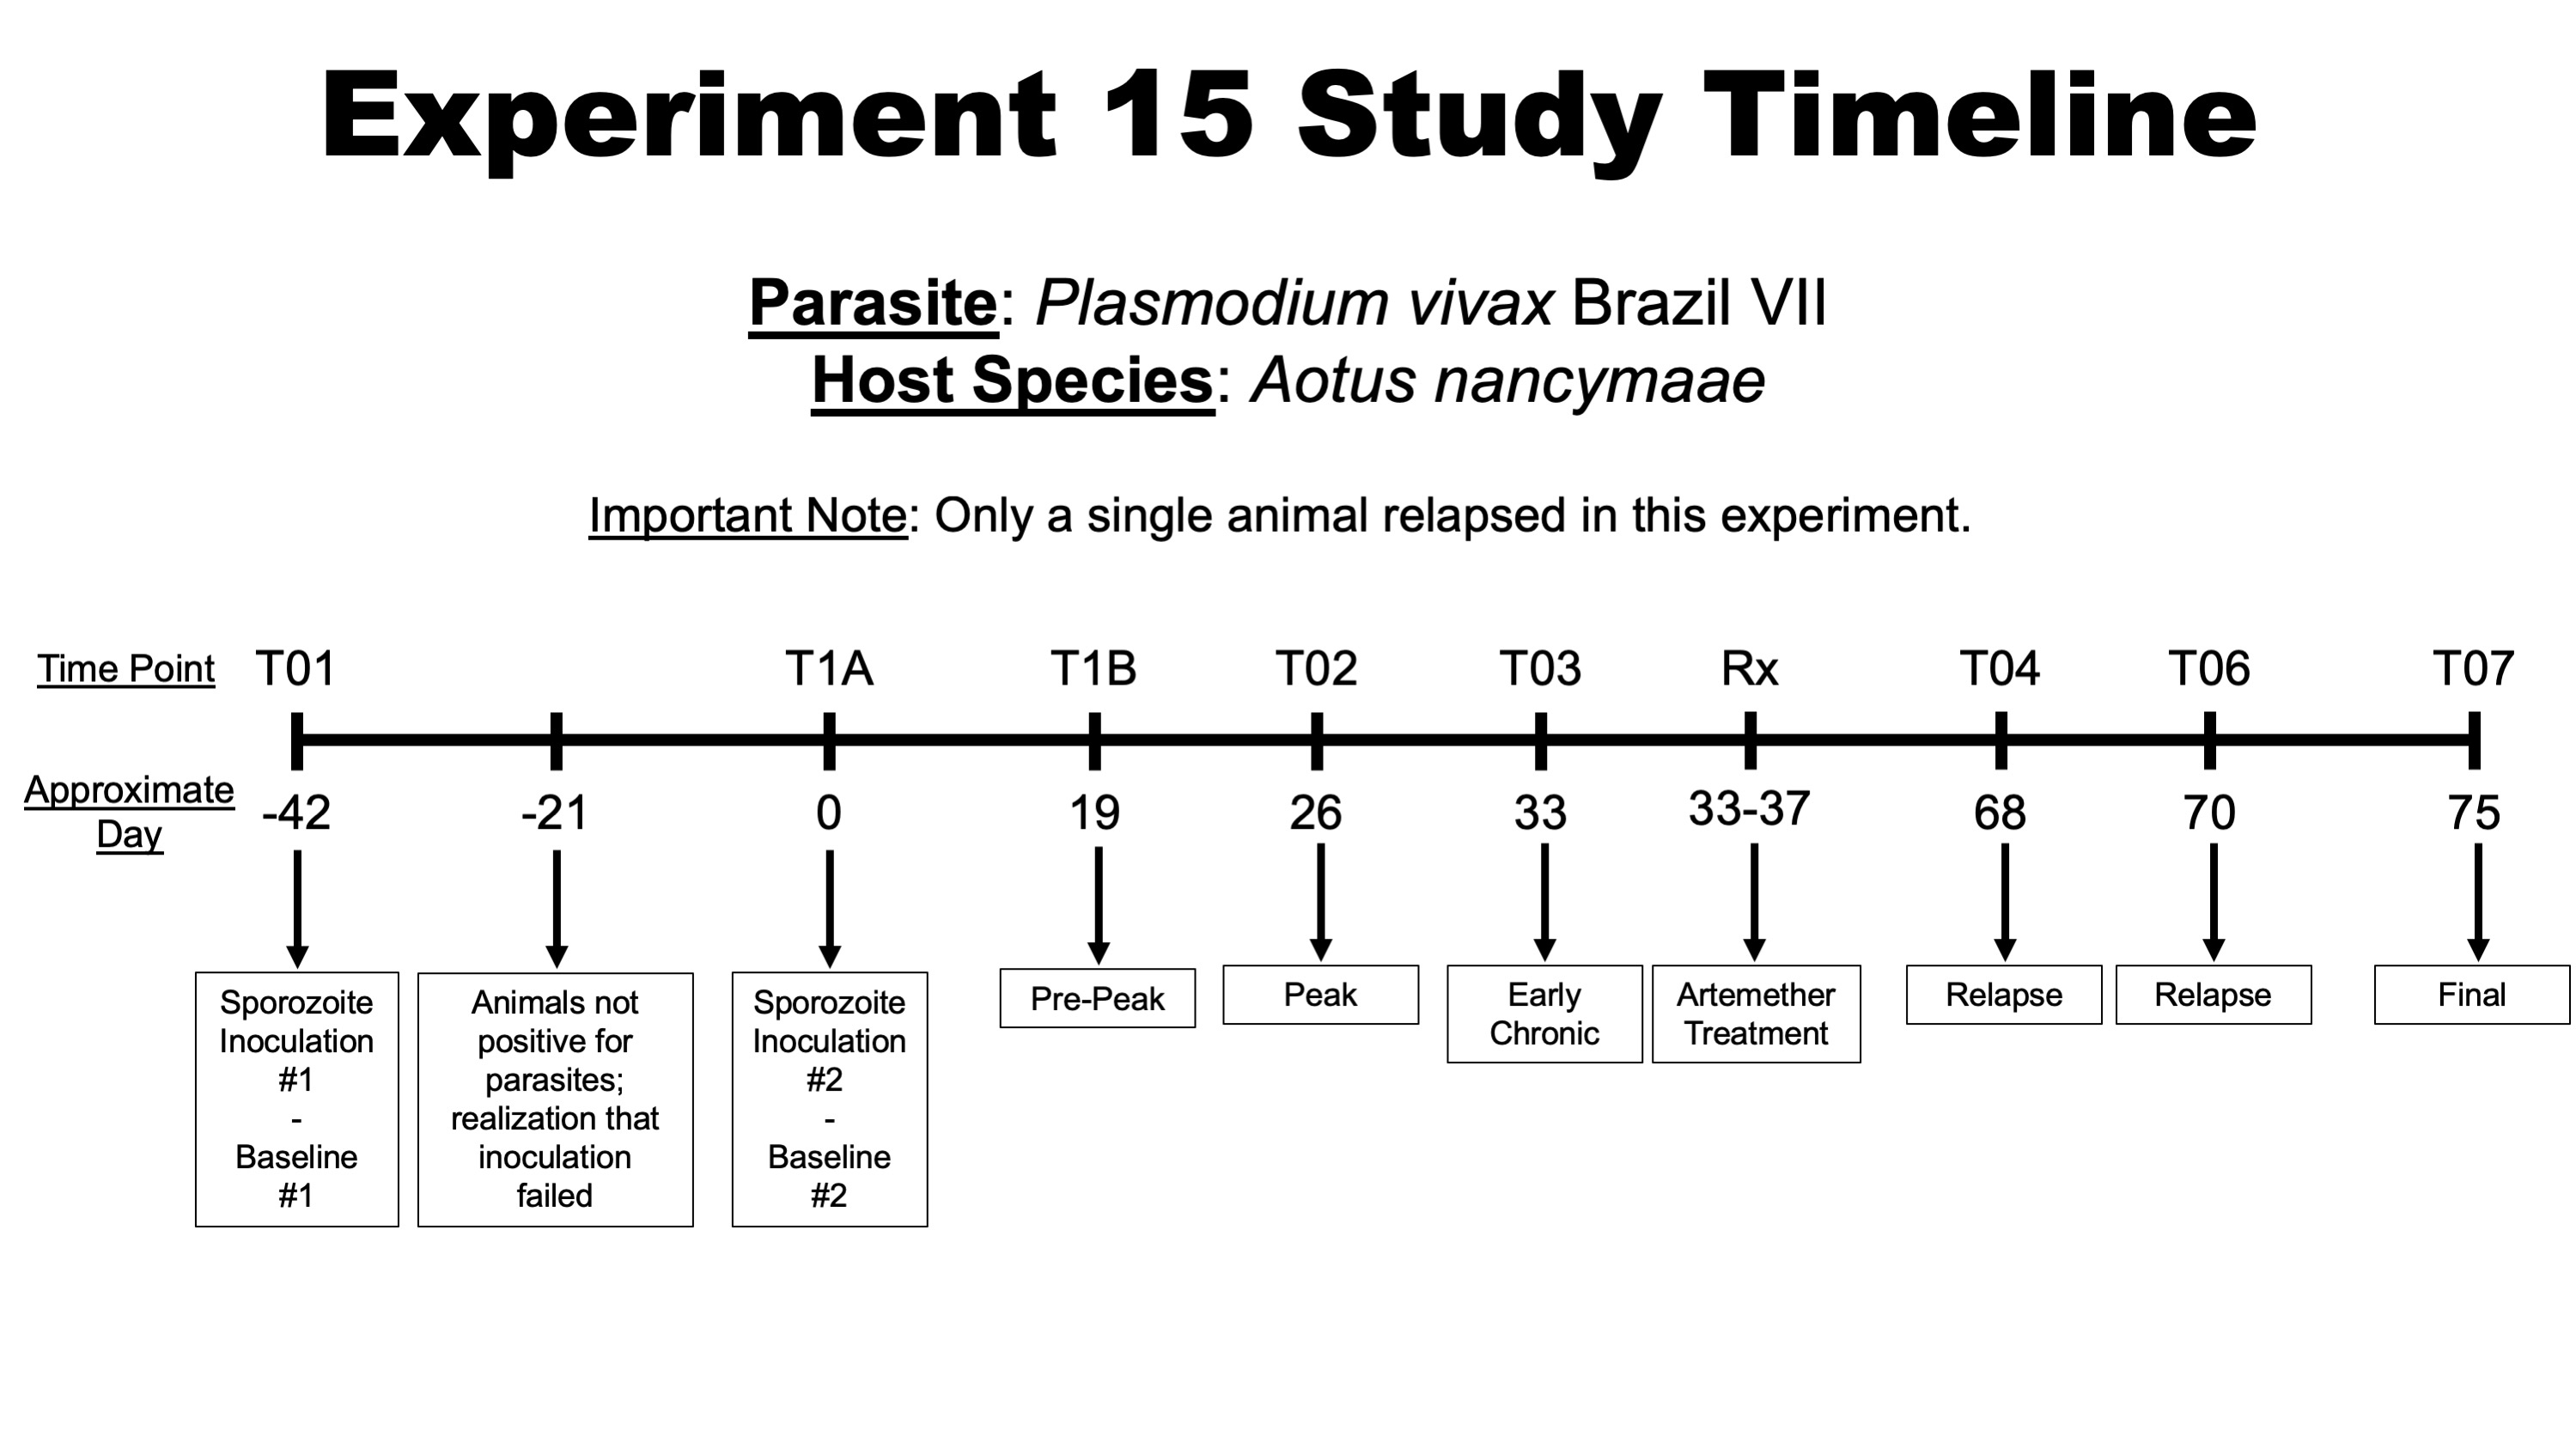 Experiment 15 Study Timeline
Parasite: Plasmodium vivax Brazil VII
Host Species: Aotus nancymaae
Important Note: Only a single animal relapsed in this experiment.
Time Point T01 T1A T1B T02 T03 Rx T04 T06 T07
Approximate
Day
-42 -21 0 19 26 33 33-37 68 70 75
Sporozoite
Inoculation
#1
-
Baseline
#1
Animals not
positive for
parasites;
realization that
inoculation
failed
Sporozoite
Inoculation
#2
-
Baseline
#2
Pre-Peak
Peak
Early
Chronic
Artemether
Treatment
Relapse
Relapse
Final